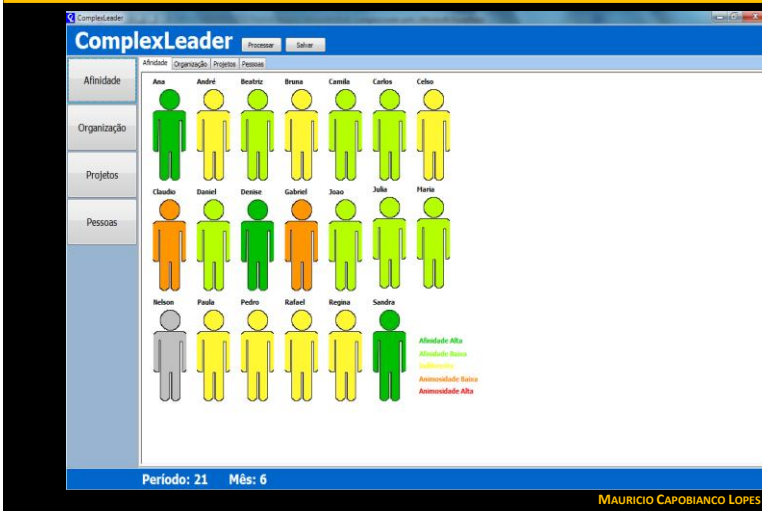 ComplexLeader
ComplexLeader Processar Salvar
Afinidade Organização Projetos Pessoas
Afinidade
Organização
Projetos
Pessoas
Ana André Beatriz Bruna Camila Carlos Celso
Claudio Daniel Denise Gabriel Joao Julia Maria
Nelson Paula Pedro Rafael Regina Sandra
Afinidade Alta
Afinidade Baixa
Animosidade Baixa
Animosidade Alta
Período: 21 Mês: 6
MAURICIO CAPOBIANCO LOPES